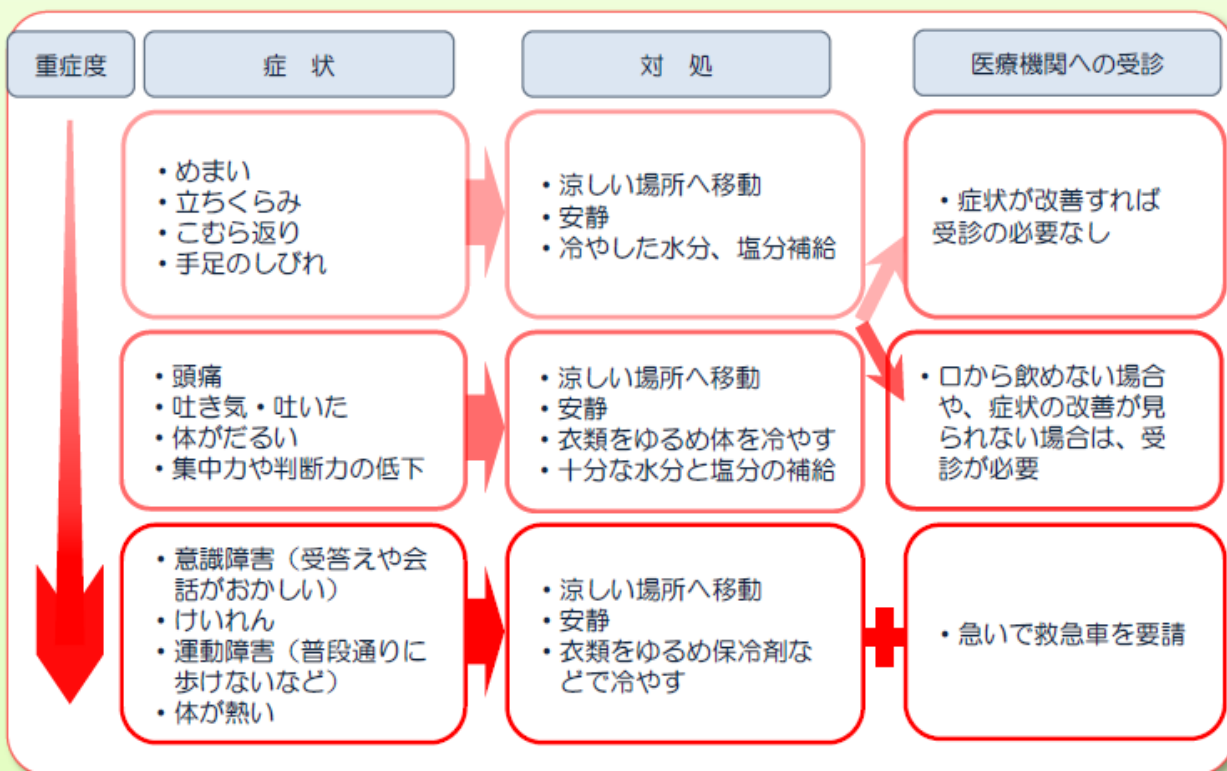 重症度
症 状
対 処
医療機関への受診
・めまい
・立ちくらみ
・こむら返り
・手足のしびれ
・涼しい場所へ移動
・安静
・冷やした水分、塩分補給
・症状が改善すれば
受診の必要なし
・頭痛
・吐き気・吐いた
・体がだるい
・集中力や判断力の低下
・涼しい場所へ移動
・安静
・衣類をゆるめ体を冷やす
・十分な水分と塩分の補給
・口から飲めない場合
や、症状の改善が見
られない場合は、受
診が必要
・意識障害（受答えや会
話がおかしい）
・けいれん
・運動障害（普段通りに
歩けないなど）
・体が熱い
・涼しい場所へ移動
・安静
・衣類をゆるめ保冷剤な
どで冷やす
・急いで救急車を要請